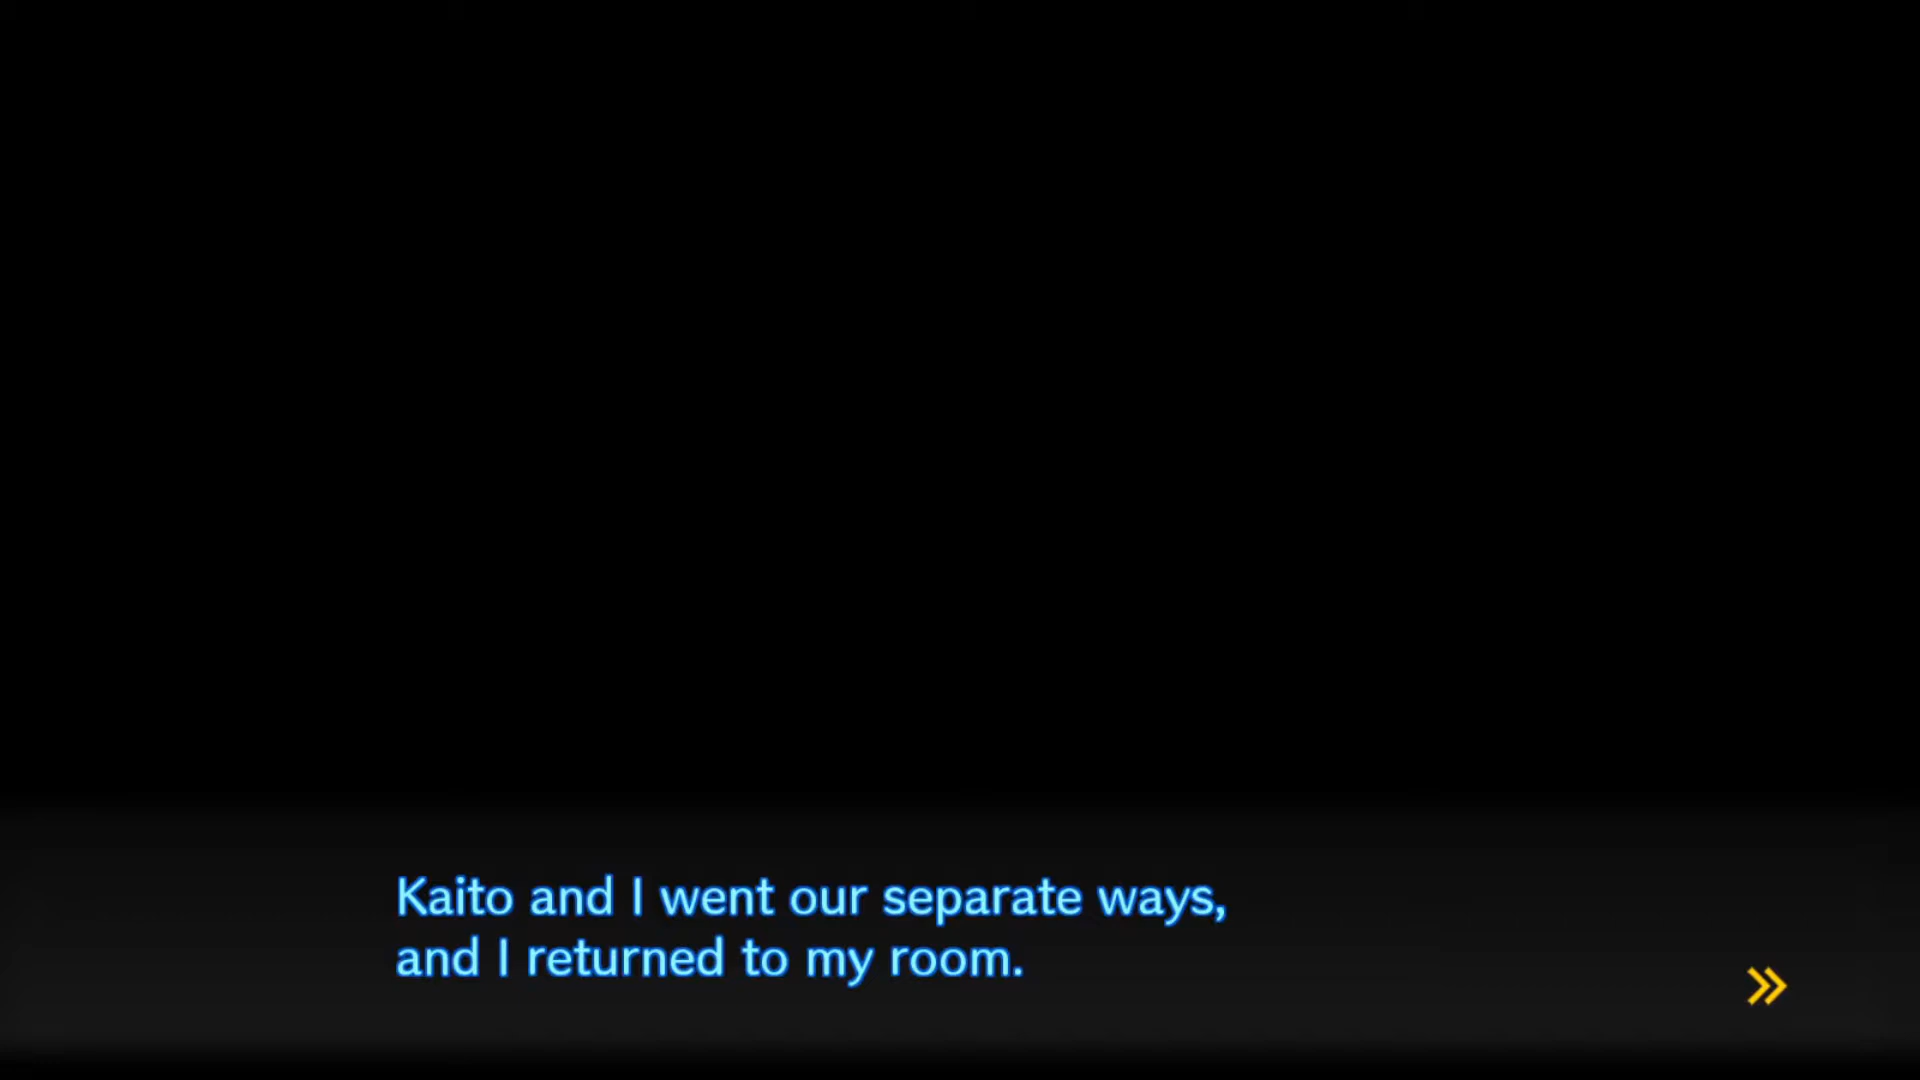 Kaito and I went our separate ways,
and I returned to my room.